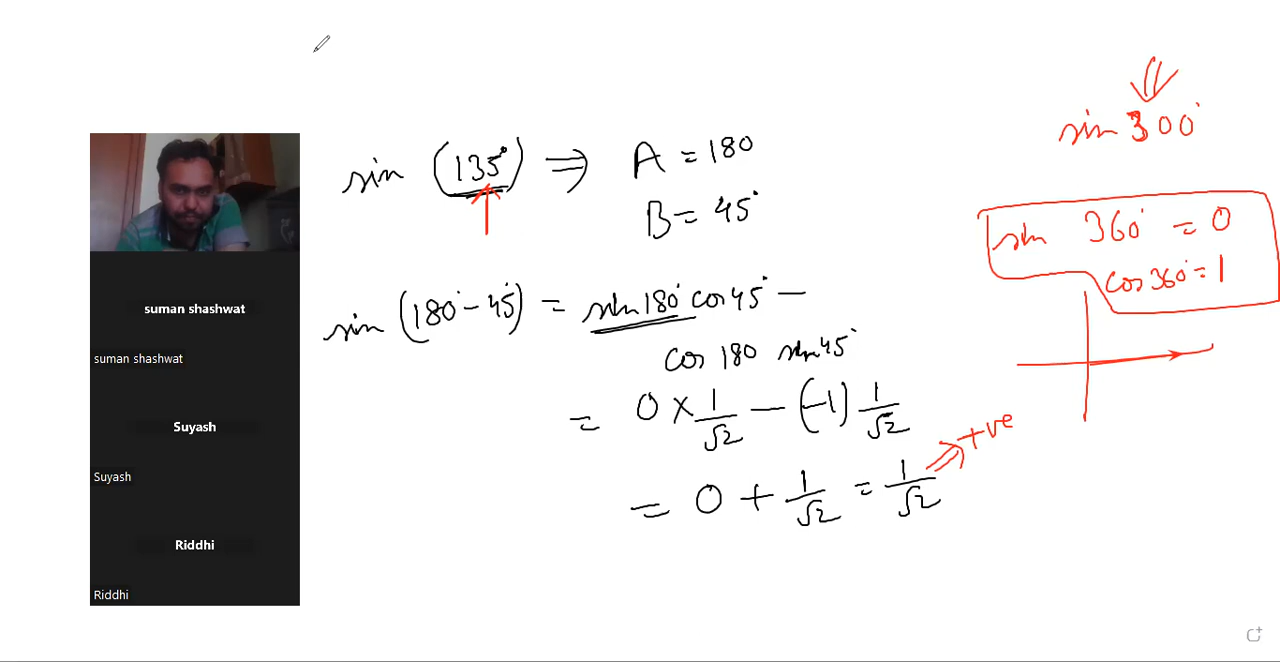 suman shashwat
suman shashwat
Suyash
Suyash
Riddhi
Riddhi
sin (135°) ⇒ A = 180
B = 45°
sin (180° - 45°) = sin 180° cos 45° -
cos 180 sin 45°
= 0 × 1/√2 - (-1) 1/√2
= 0 + 1/√2 = 1/√2 ⇒ +ve
sin 300°
sin 360° = 0
cos 360° = 1